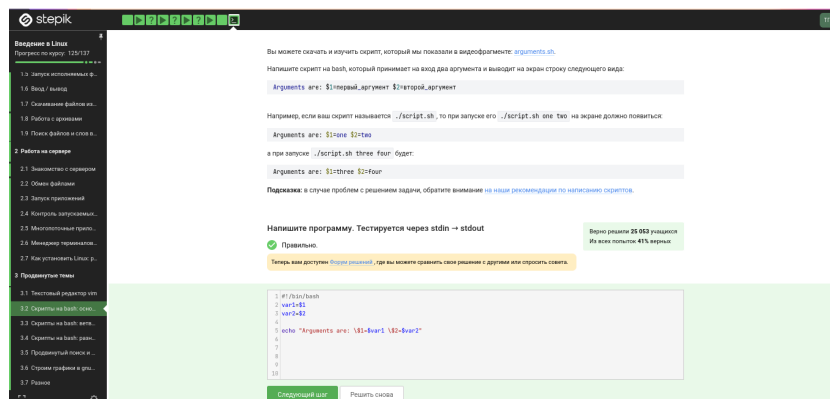 stepik
Введение в Linux
Прогресс по курсу: 125/137
1.5 Запуск исполняемых ф...
1.6 Ввод / вывод
1.7 Скачивание файлов из...
1.8 Работа с архивами
1.9 Поиск файлов и слов в...
2 Работа на сервере
2.1 Знакомство с сервером
2.2 Обмен файлами
2.3 Запуск приложений
2.4 Контроль запускаемых...
2.5 Многопоточные прило...
2.6 Менеджер терминалов...
2.7 Как установить Linux: р...
3 Продвинутые темы
3.1 Текстовый редактор vim
3.2 Скрипты на bash: осно...
3.3 Скрипты на bash: ветв...
3.4 Скрипты на bash: разн...
3.5 Продвинутый поиск и ...
3.6 Строим графики в gnu...
3.7 Разное
Вы можете скачать и изучить скрипт, который мы показали в видеофрагменте: arguments.sh.
Напишите скрипт на bash, который принимает на вход два аргумента и выводит на экран строку следующего вида:
Arguments are: $1=первый_аргумент $2=второй_аргумент
Например, если ваш скрипт называется ./script.sh, то при запуске его ./script.sh one two на экране должно появиться:
Arguments are: $1=one $2=two
а при запуске ./script.sh three four будет:
Arguments are: $1=three $2=four
Подсказка: в случае проблем с решением задачи, обратите внимание на наши рекомендации по написанию скриптов.
Напишите программу. Тестируется через stdin → stdout
Верно решили 25 053 учащихся
Из всех попыток 41% верных
Правильно.
Теперь вам доступен Форум решений, где вы можете сравнить свое решение с другими или спросить совета.
1 #!/bin/bash
2 var1=$1
3 var2=$2
4
5 echo "Arguments are: \$1=$var1 \$2=$var2"
6
7
8
9
10
Следующий шаг Решить снова